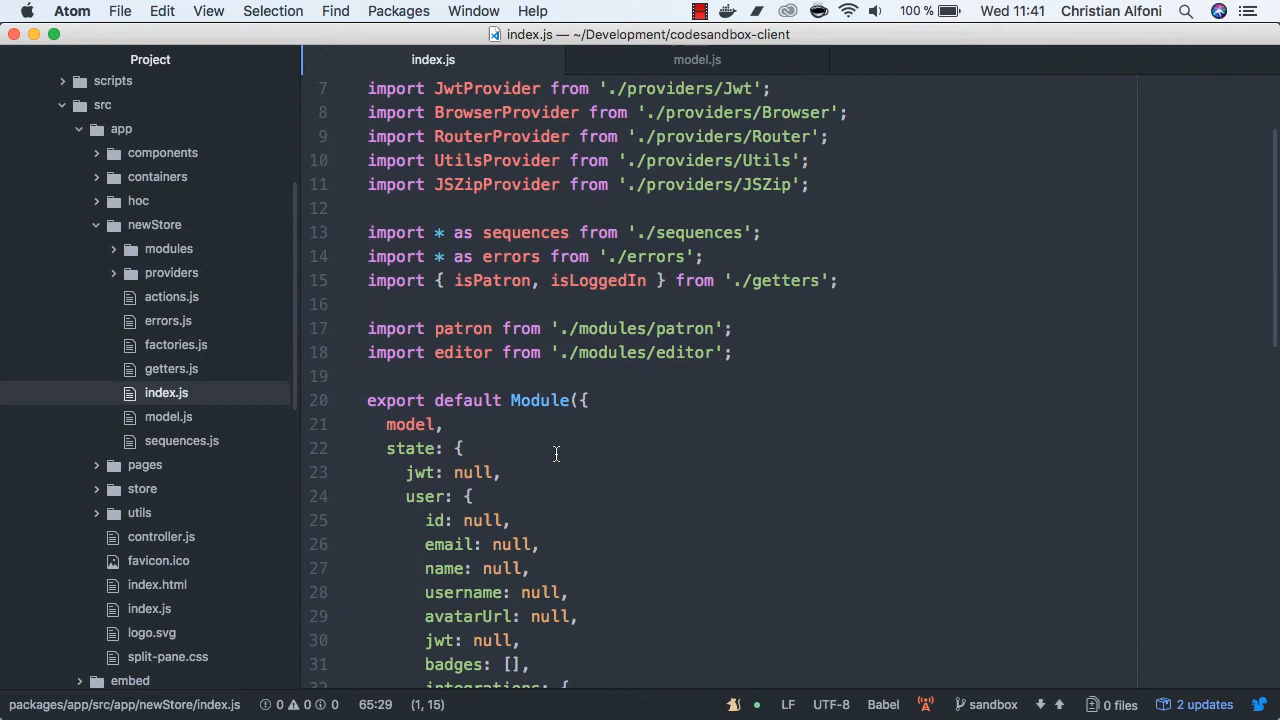 Atom File Edit View Selection Find Packages Window Help 100 % Wed 11:41 Christian Alfoni
index.js — ~/Development/codesandbox-client
Project
scripts
src
app
components
containers
hoc
newStore
modules
providers
actions.js
errors.js
factories.js
getters.js
index.js
model.js
sequences.js
pages
store
utils
controller.js
favicon.ico
index.html
index.js
logo.svg
split-pane.css
embed
index.js model.js
7 import JwtProvider from './providers/Jwt';
8 import BrowserProvider from './providers/Browser';
9 import RouterProvider from './providers/Router';
10 import UtilsProvider from './providers/Utils';
11 import JSZipProvider from './providers/JSZip';
12
13 import * as sequences from './sequences';
14 import * as errors from './errors';
15 import { isPatron, isLoggedIn } from './getters';
16
17 import patron from './modules/patron';
18 import editor from './modules/editor';
19
20 export default Module({
21 model,
22 state: {
23 jwt: null,
24 user: {
25 id: null,
26 email: null,
27 name: null,
28 username: null,
29 avatarUrl: null,
30 jwt: null,
31 badges: [],
32 integrations: {
packages/app/src/app/newStore/index.js 0 0 0 65:29 (1, 15) LF UTF-8 Babel sandbox 0 files 2 updates